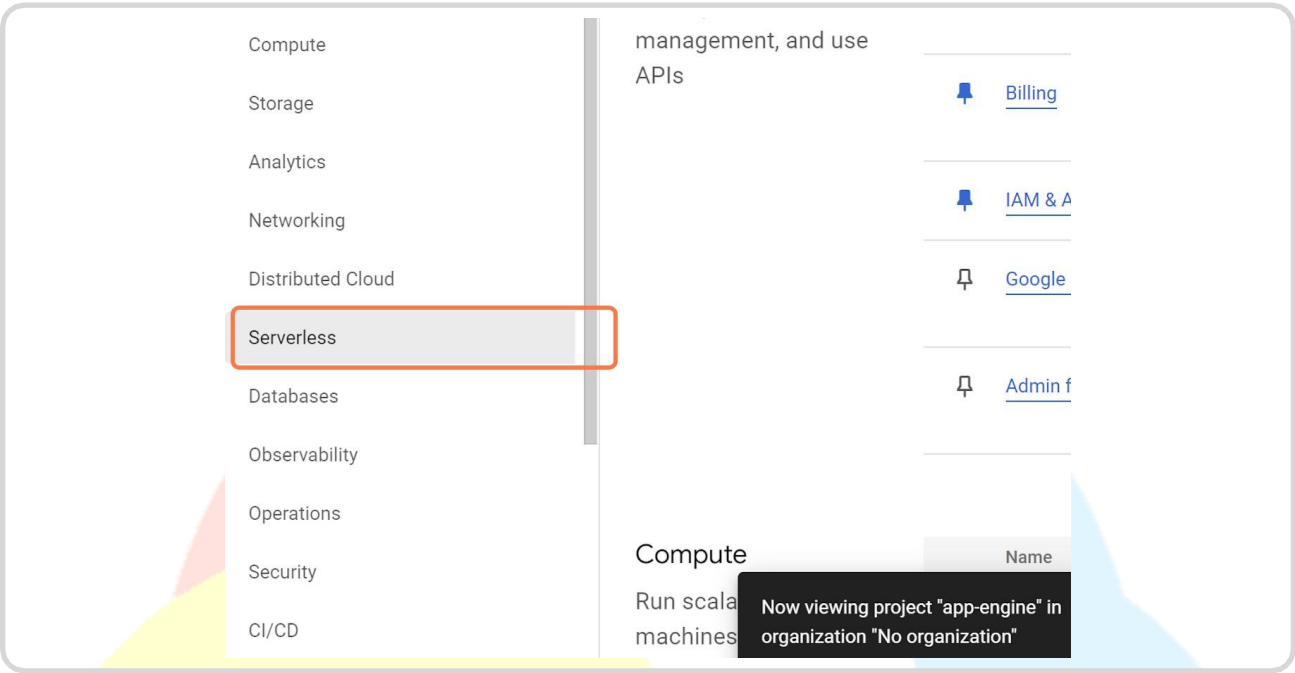 Compute
Storage
Analytics
Networking
Distributed Cloud
Serverless
Databases
Observability
Operations
Security
CI/CD
management, and use
APIs
Billing
IAM & A
Google
Admin f
Compute
Run scala
machines
Name
Now viewing project "app-engine" in
organization "No organization"